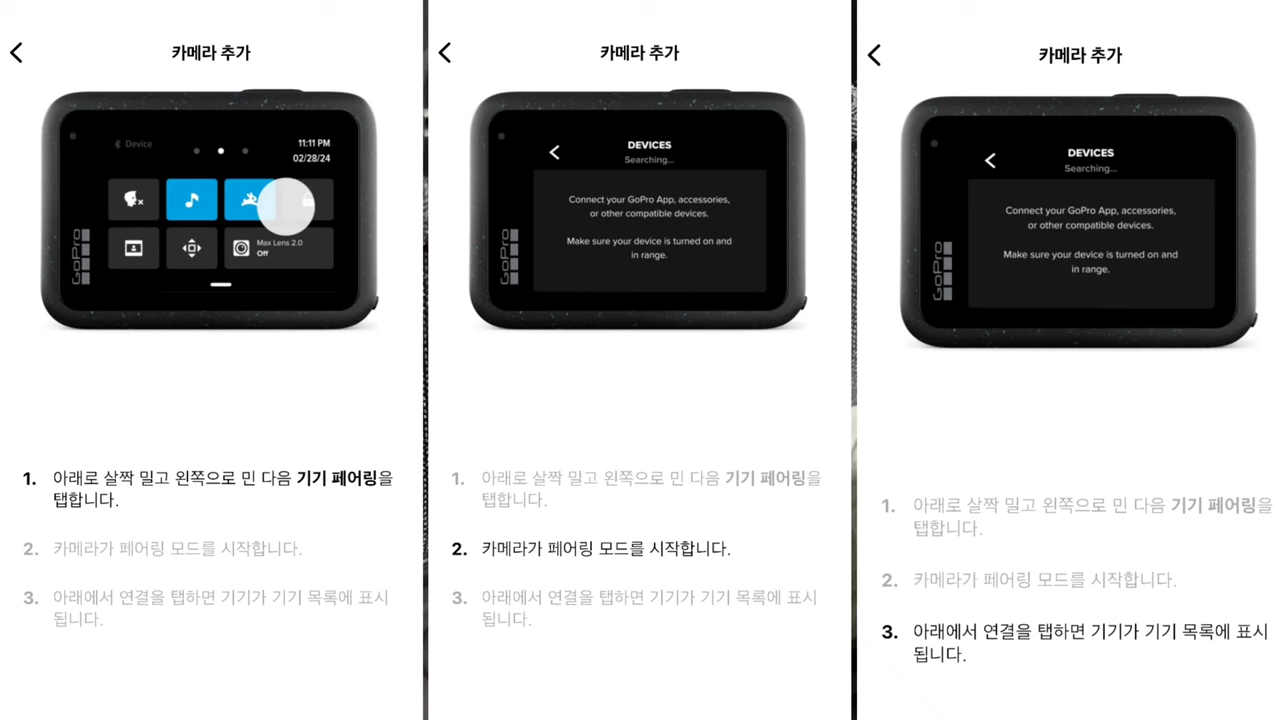 카메라 추가
Device
11:11 PM
02/28/24
Max Lens 2.0
Off
GoPro
1. 아래로 살짝 밀고 왼쪽으로 민 다음 기기 페어링을
탭합니다.
2. 카메라가 페어링 모드를 시작합니다.
3. 아래에서 연결을 탭하면 기기가 기기 목록에 표시
됩니다.
카메라 추가
DEVICES
Searching...
Connect your GoPro App, accessories,
or other compatible devices.
Make sure your device is turned on and
in range.
GoPro
1. 아래로 살짝 밀고 왼쪽으로 민 다음 기기 페어링을
탭합니다.
2. 카메라가 페어링 모드를 시작합니다.
3. 아래에서 연결을 탭하면 기기가 기기 목록에 표시
됩니다.
카메라 추가
DEVICES
Searching...
Connect your GoPro App, accessories,
or other compatible devices.
Make sure your device is turned on and
in range.
GoPro
1. 아래로 살짝 밀고 왼쪽으로 민 다음 기기 페어링을
탭합니다.
2. 카메라가 페어링 모드를 시작합니다.
3. 아래에서 연결을 탭하면 기기가 기기 목록에 표시
됩니다.